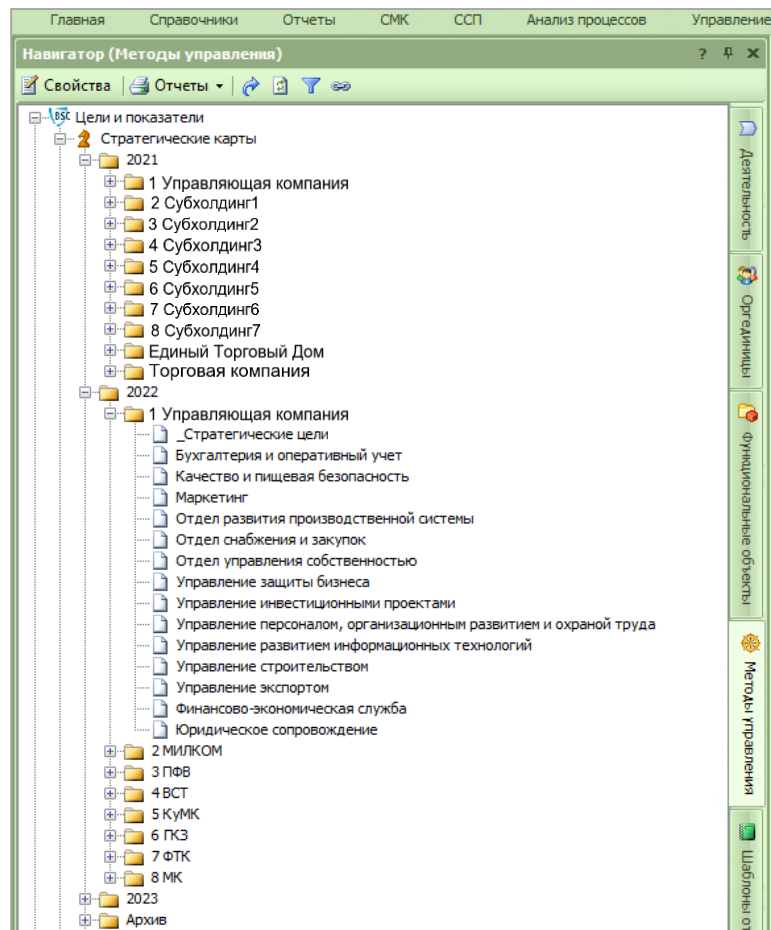 Главная Справочники Отчеты СМК ССП Анализ процессов Управление
Навигатор (Методы управления) ?
Свойства Отчеты
BSC Цели и показатели
Стратегические карты
2021
1 Управляющая компания
2 Субхолдинг1
3 Субхолдинг2
4 Субхолдинг3
5 Субхолдинг4
6 Субхолдинг5
7 Субхолдинг6
8 Субхолдинг7
Единый Торговый Дом
Торговая компания
2022
1 Управляющая компания
_Стратегические цели
Бухгалтерия и оперативный учет
Качество и пищевая безопасность
Маркетинг
Отдел развития производственной системы
Отдел снабжения и закупок
Отдел управления собственностью
Управление защиты бизнеса
Управление инвестиционными проектами
Управление персоналом, организационным развитием и охраной труда
Управление развитием информационных технологий
Управление строительством
Управление экспортом
Финансово-экономическая служба
Юридическое сопровождение
2 МИЛКОМ
3 ПФВ
4 ВСТ
5 КуМК
6 ГКЗ
7 ФТК
8 МК
2023
Архив
Деятельность
Оргединицы
Функциональные объекты
Методы управления
Шаблоны от